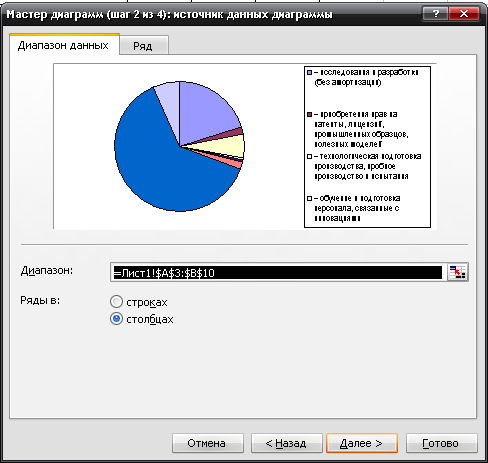 Мастер диаграмм (шаг 2 из 4): источник данных диаграммы
Диапазон данных
Ряд
– исследования и разработки
(без амортизации)
– приобретения прав на
патенты, лицензий,
промышленных образцов,
полезных моделей
– технологическая подготовка
производства, пробное
производство и испытания
– обучение и подготовка
персонала, связанные с
инновациями
Диапазон:
=Лист1!$A$3:$B$10
Ряды в:
строках
столбцах
Отмена
< Назад
Далее >
Готово